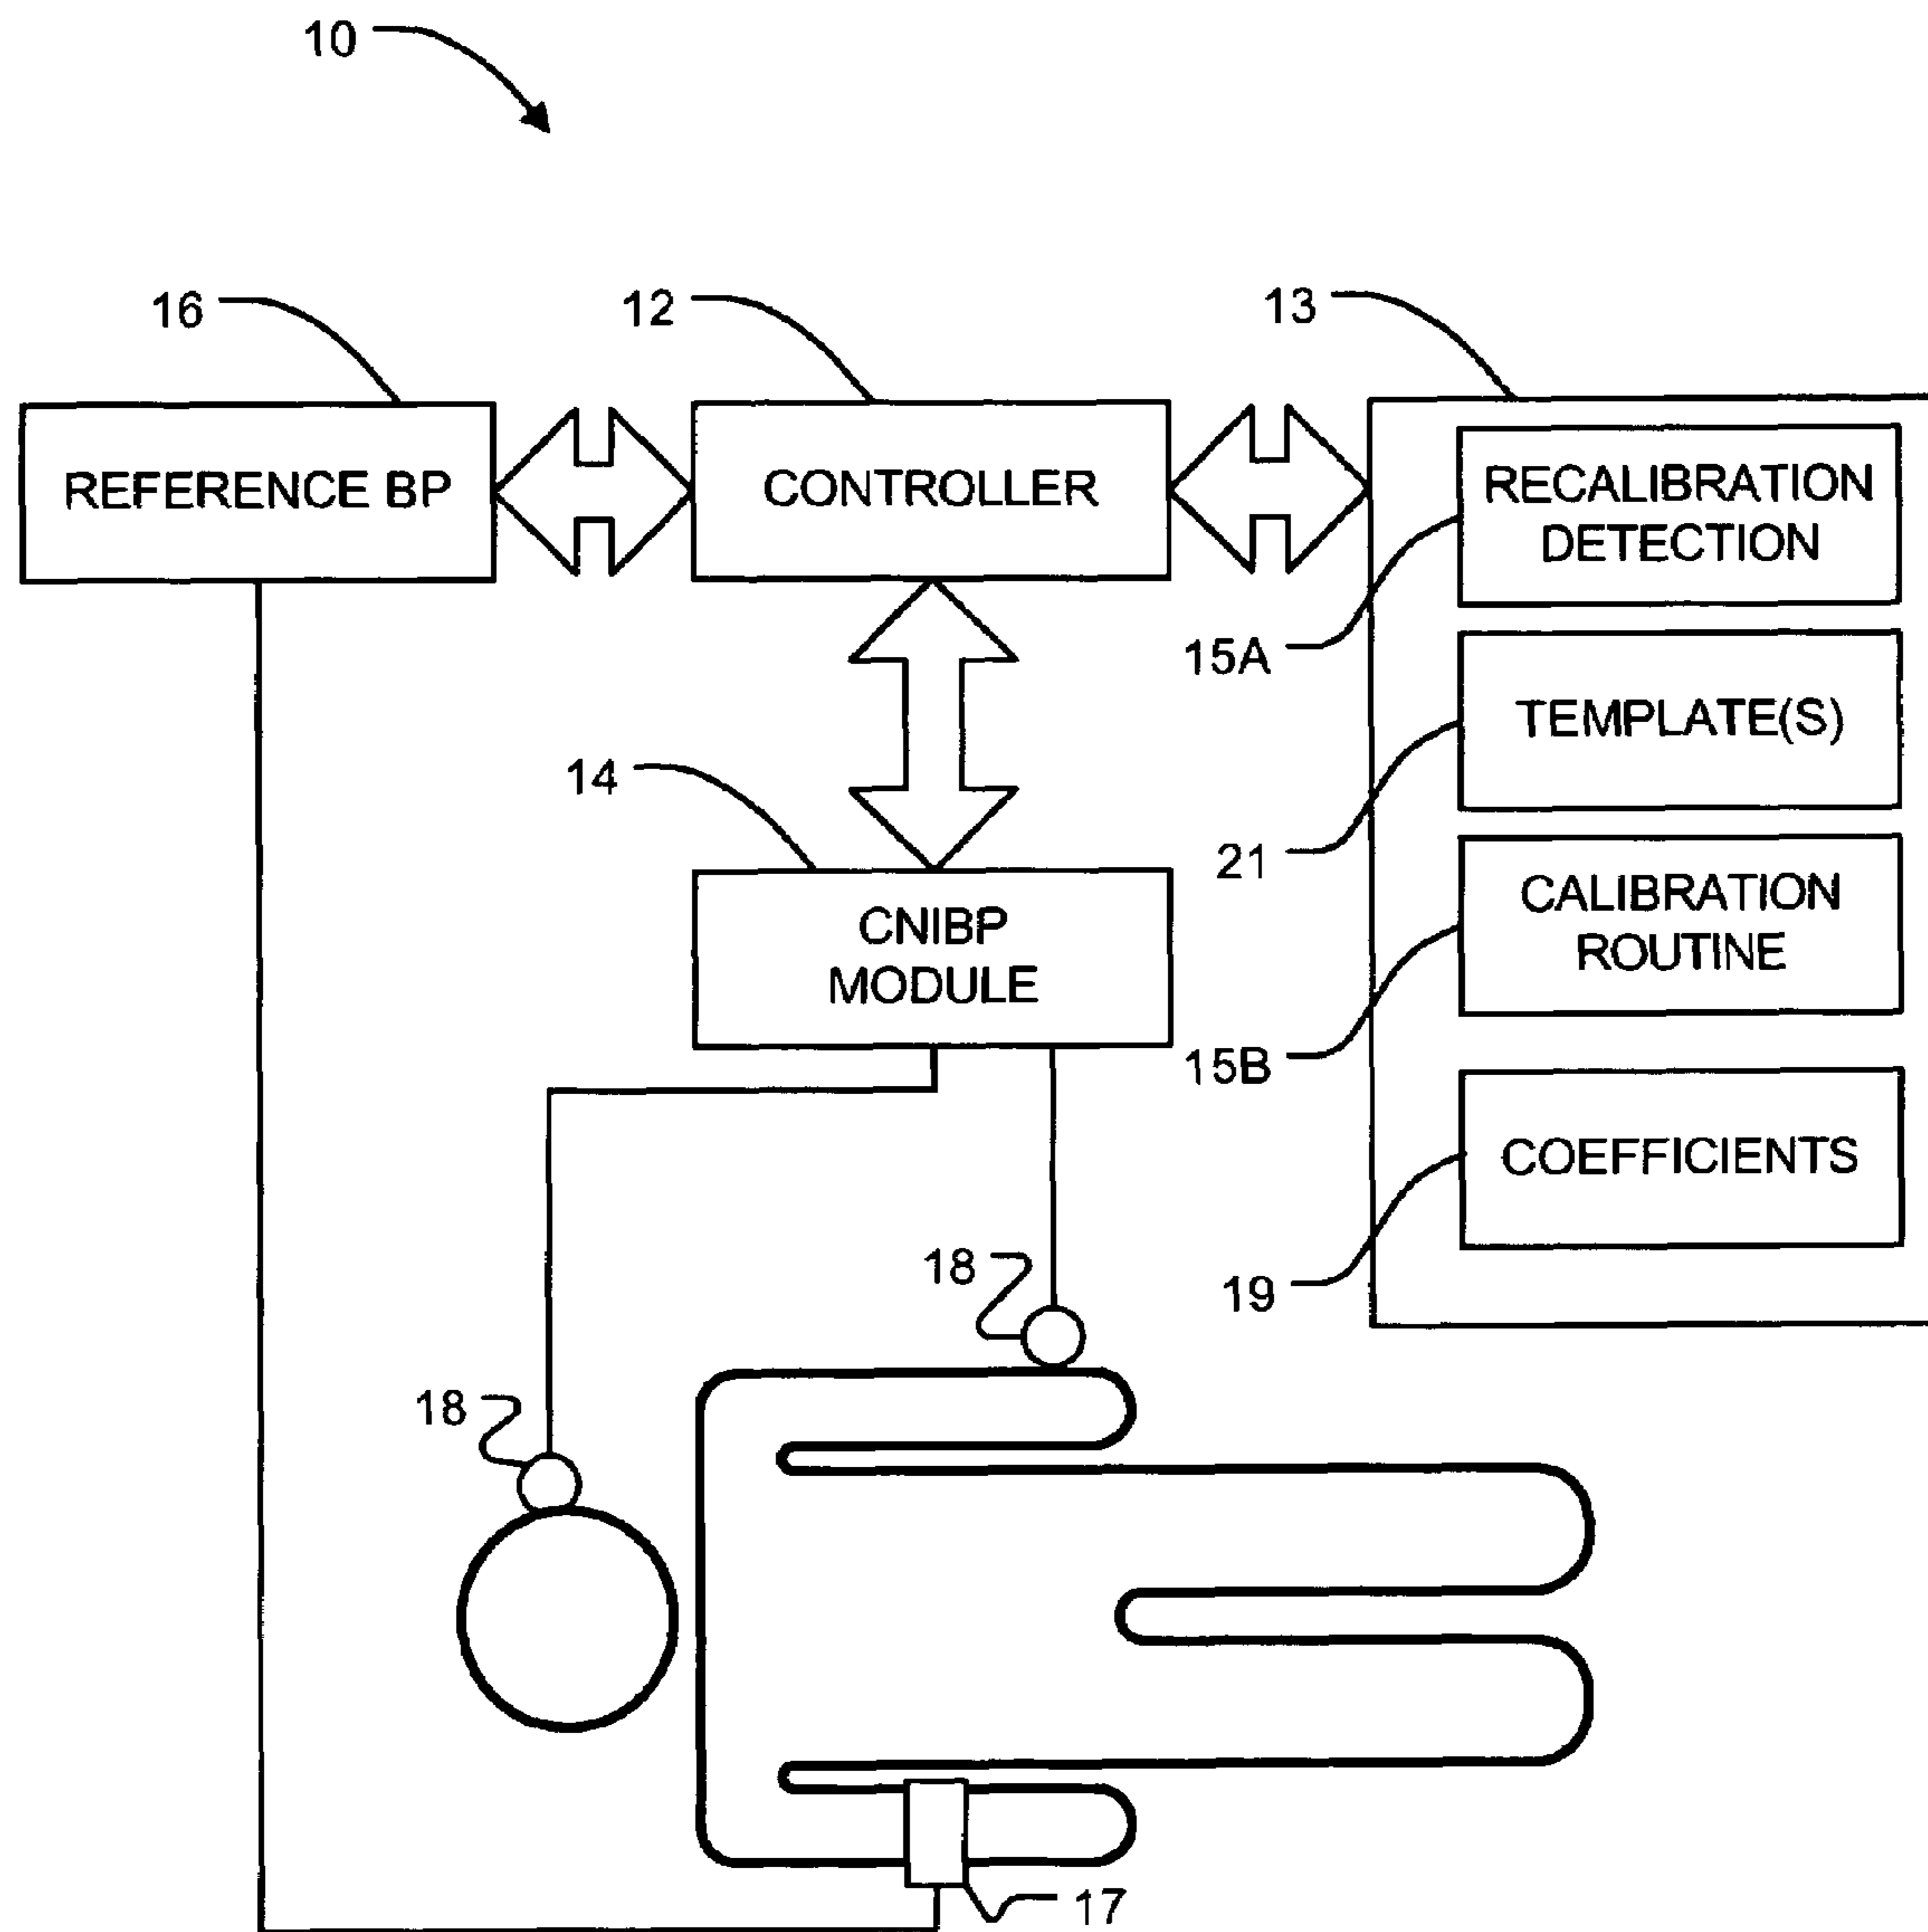 10
16
12
13
REFERENCE BP
CONTROLLER
RECALIBRATION
DETECTION
15A
TEMPLATE(S)
14
21
CNIBP
MODULE
CALIBRATION
ROUTINE
15B
COEFFICIENTS
18
19
18
17